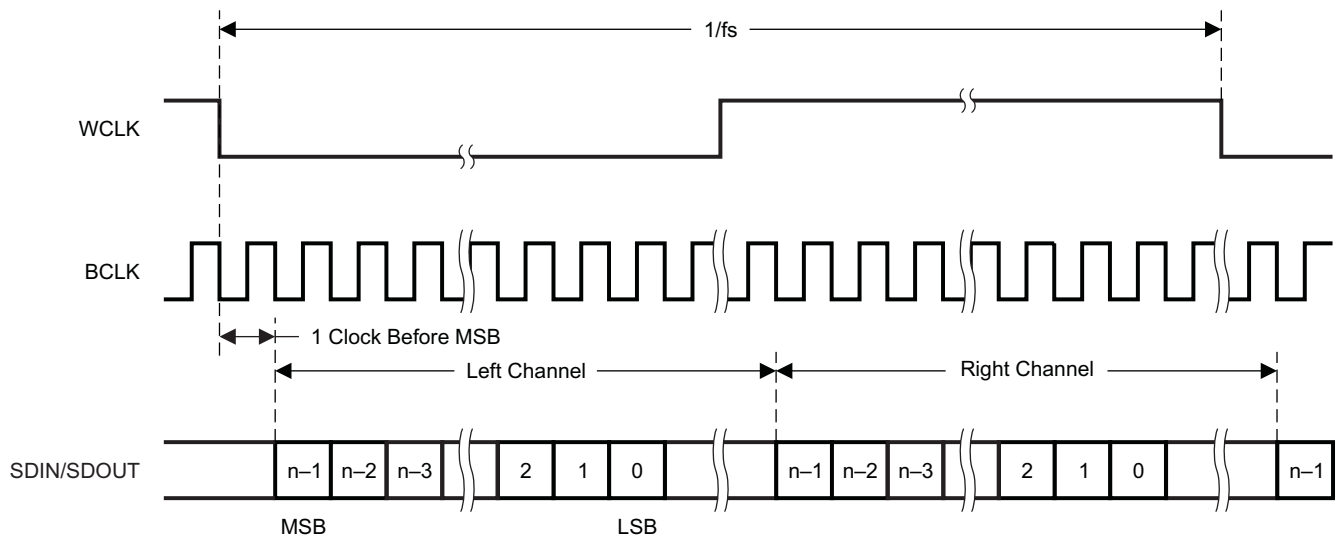 1/fs
WCLK
BCLK
1 Clock Before MSB
Left Channel
Right Channel
SDIN/SDOUT
n–1 n–2 n–3 2 1 0 n–1 n–2 n–3 2 1 0 n–1
MSB LSB